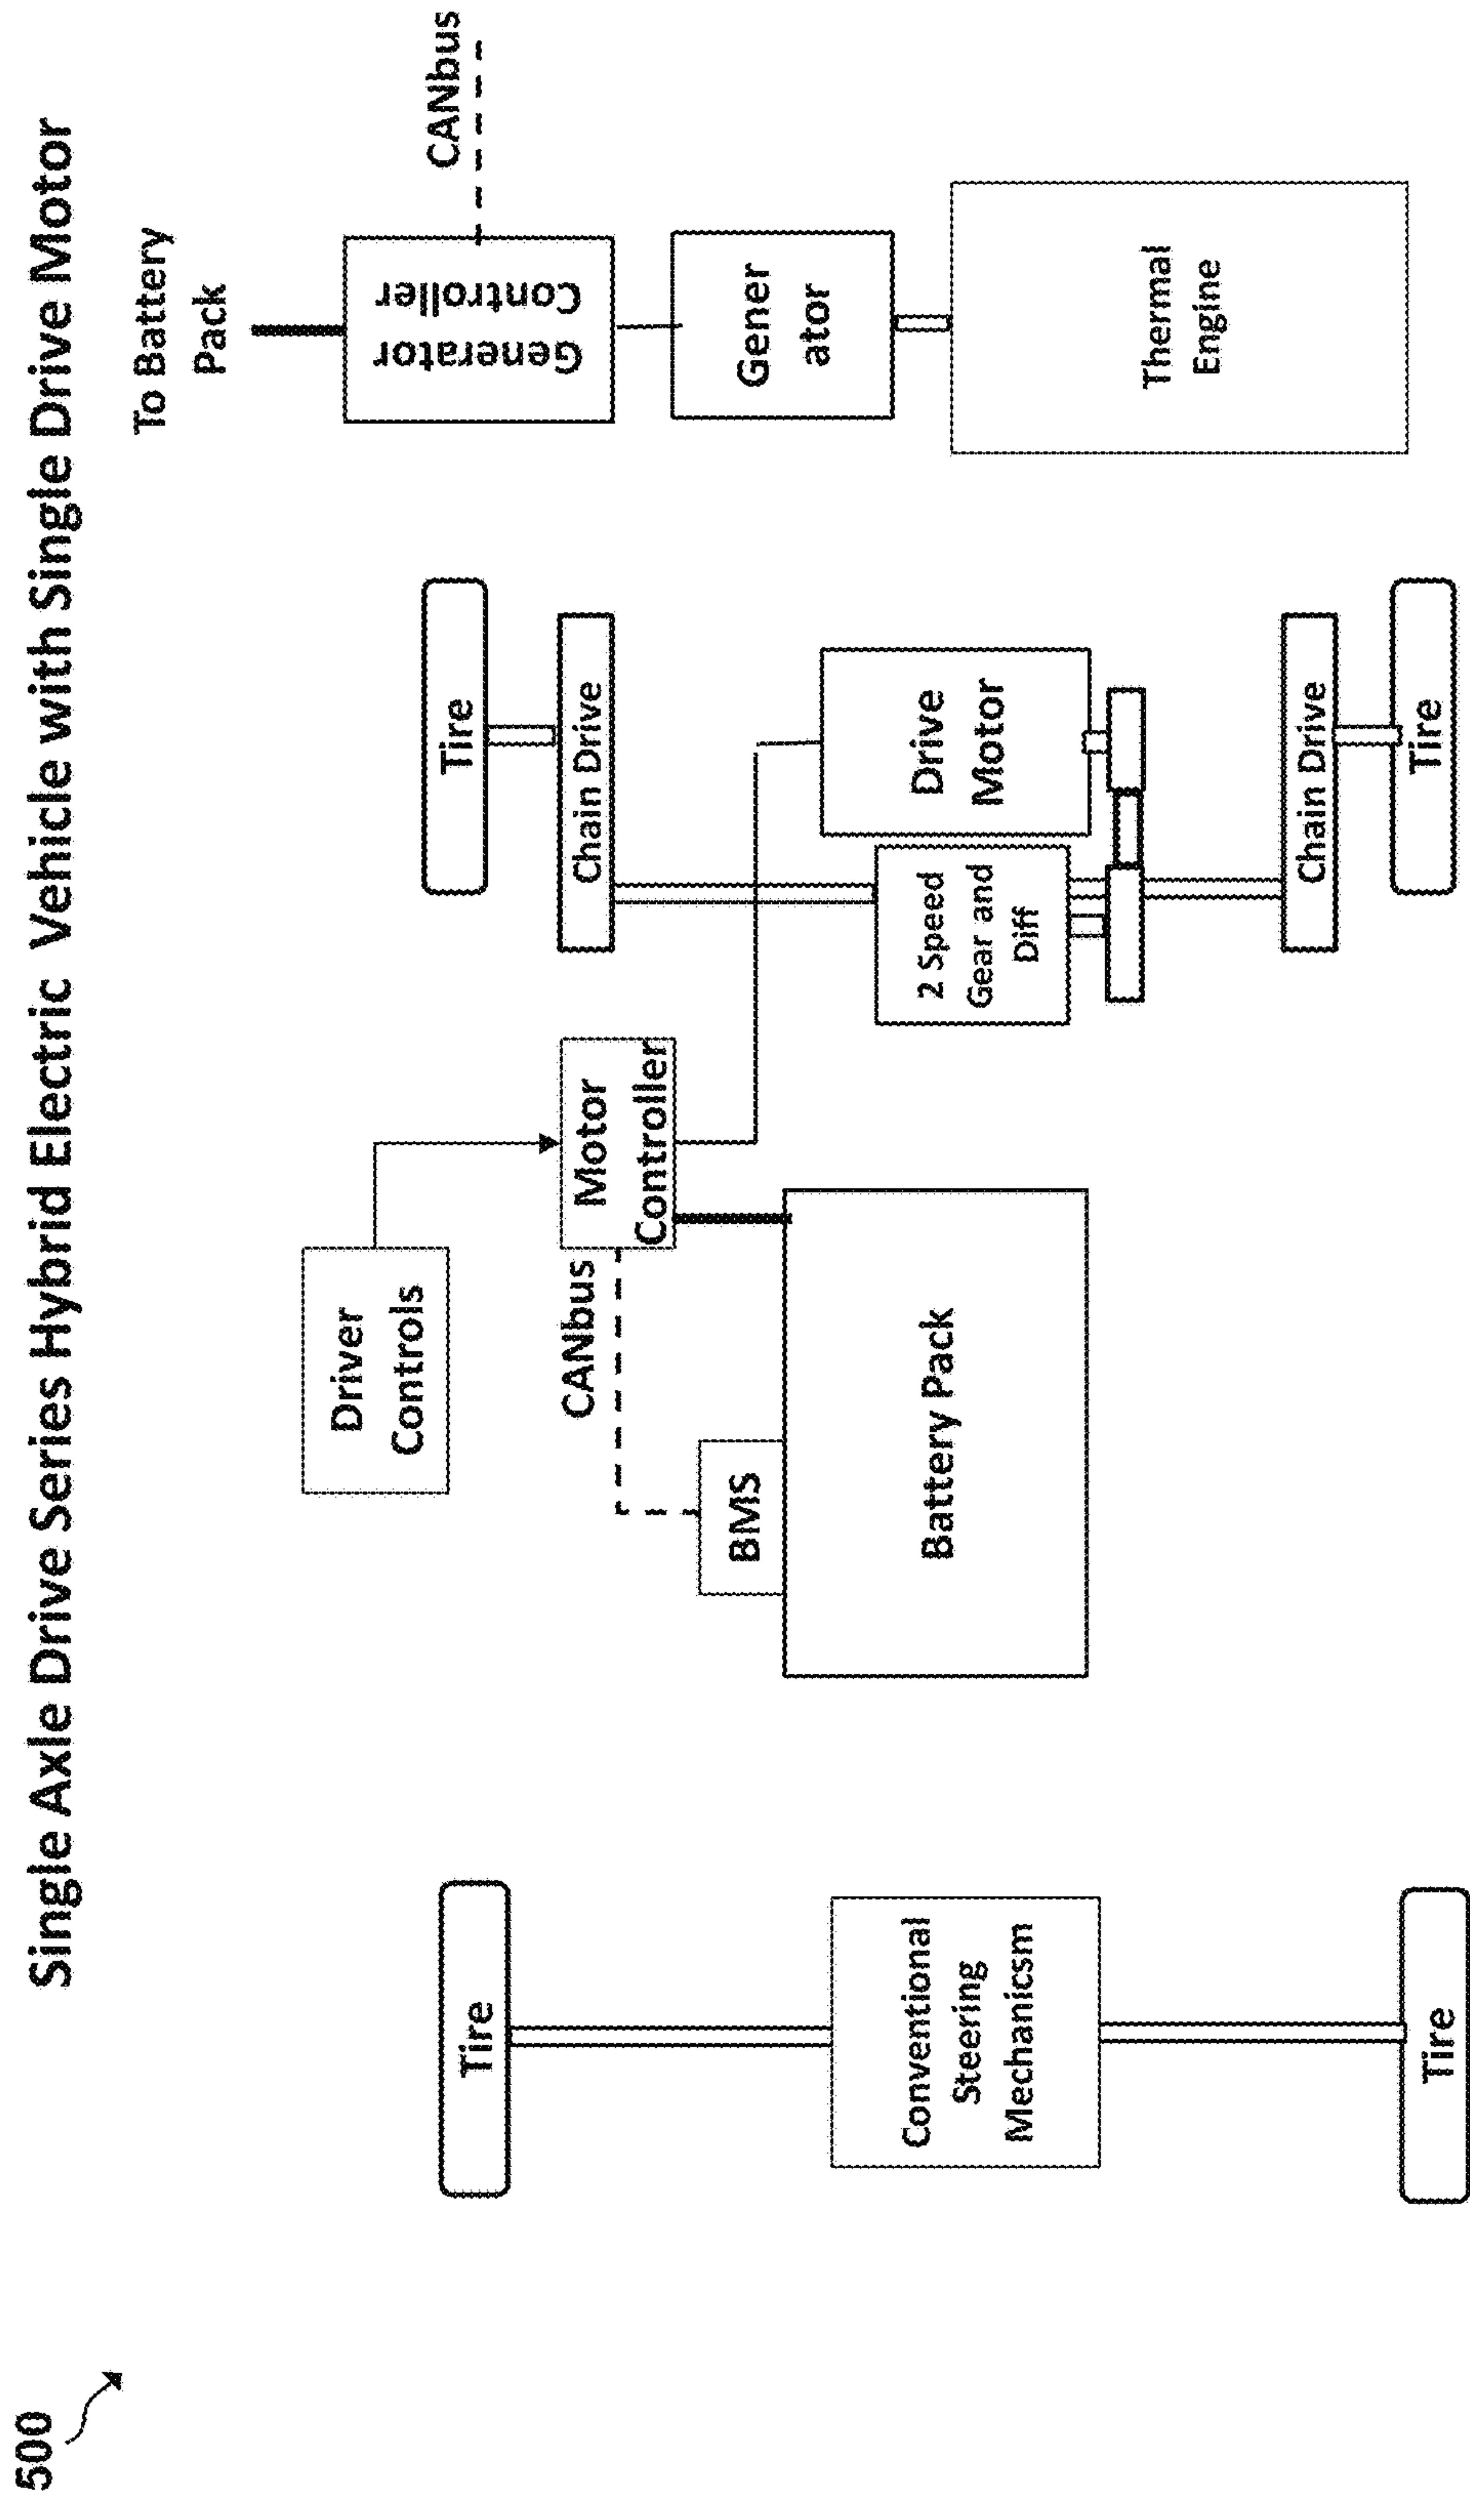 500
Single Axle Drive Series Hybrid Electric Vehicle with Single Drive Motor
To Battery
Pack
CANbus
Generator
Controller
Gener
ator
Thermal
Engine
Tire
Chain Drive
Drive
Motor
2 Speed
Gear and
Diff
Chain Drive
Tire
Driver
Controls
Motor
Controller
CANbus
BMS
Battery Pack
Tire
Conventional
Steering
Mechanicsm
Tire